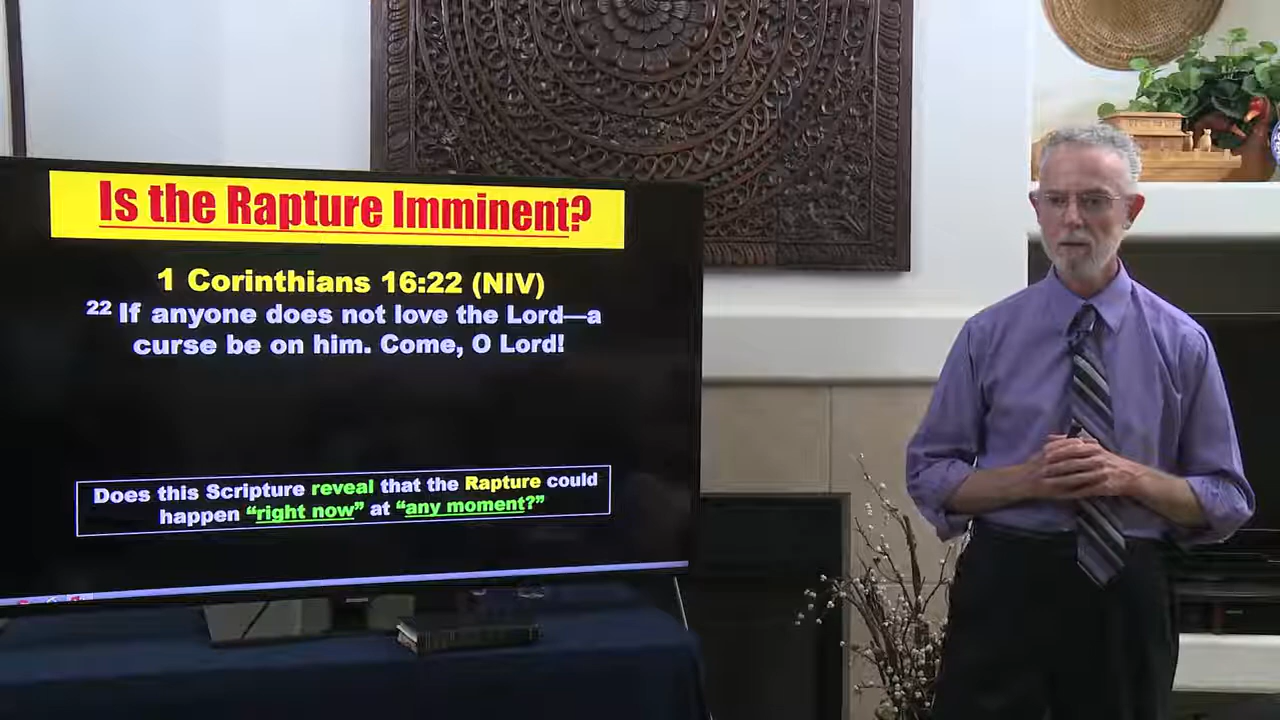 Is the Rapture Imminent?
1 Corinthians 16:22 (NIV)
22 If anyone does not love the Lord—a
curse be on him. Come, O Lord!
Does this Scripture reveal that the Rapture could
happen “right now” at “any moment?”